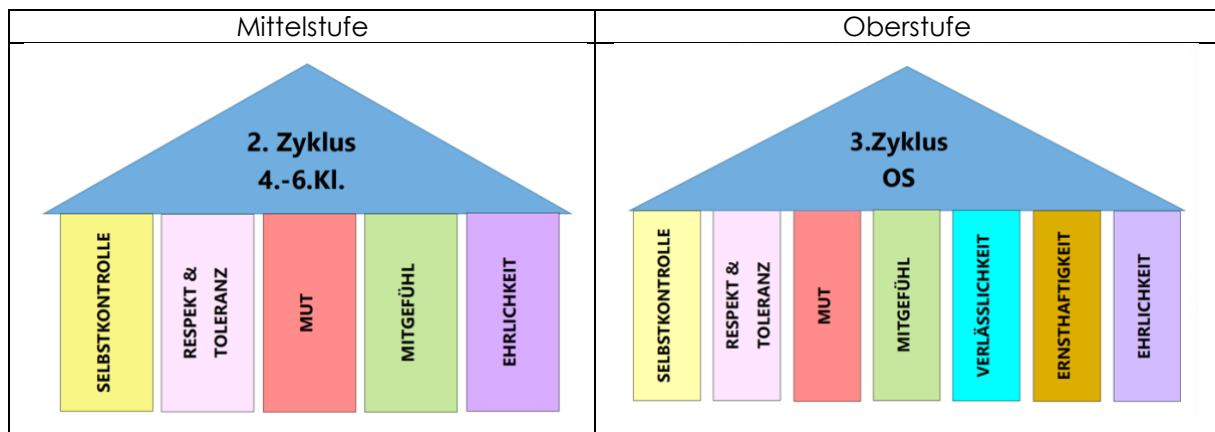 Mittelstufe
Oberstufe
2. Zyklus
4.-6.Kl.
SELBSTKONTROLLE
RESPEKT &
TOLERANZ
MUT
MITGEFÜHL
EHRLICHKEIT
3.Zyklus
OS
SELBSTKONTROLLE
RESPEKT &
TOLERANZ
MUT
MITGEFÜHL
VERLÄSSLICHKEIT
ERNSTHAFTIGKEIT
EHRLICHKEIT